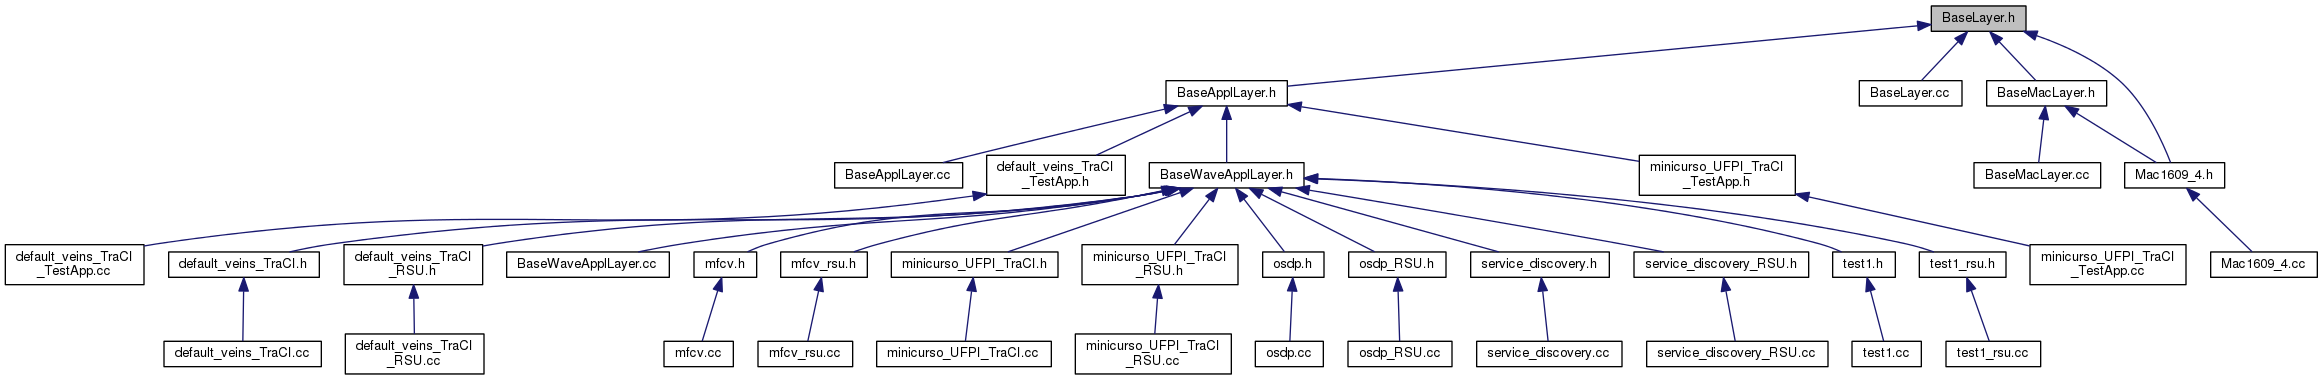 BaseLayer.h
BaseApplLayer.h
BaseLayer.cc
BaseMacLayer.h
BaseApplLayer.cc
default_veins_TraCI
_TestApp.h
BaseWaveApplLayer.h
minicurso_UFPI_TraCI
_TestApp.h
BaseMacLayer.cc
Mac1609_4.h
default_veins_TraCI
_TestApp.cc
default_veins_TraCI.h
default_veins_TraCI
_RSU.h
BaseWaveApplLayer.cc
mfcv.h
mfcv_rsu.h
minicurso_UFPI_TraCI.h
minicurso_UFPI_TraCI
_RSU.h
osdp.h
osdp_RSU.h
service_discovery.h
service_discovery_RSU.h
test1.h
test1_rsu.h
minicurso_UFPI_TraCI
_TestApp.cc
Mac1609_4.cc
default_veins_TraCI.cc
default_veins_TraCI
_RSU.cc
mfcv.cc
mfcv_rsu.cc
minicurso_UFPI_TraCI.cc
minicurso_UFPI_TraCI
_RSU.cc
osdp.cc
osdp_RSU.cc
service_discovery.cc
service_discovery_RSU.cc
test1.cc
test1_rsu.cc